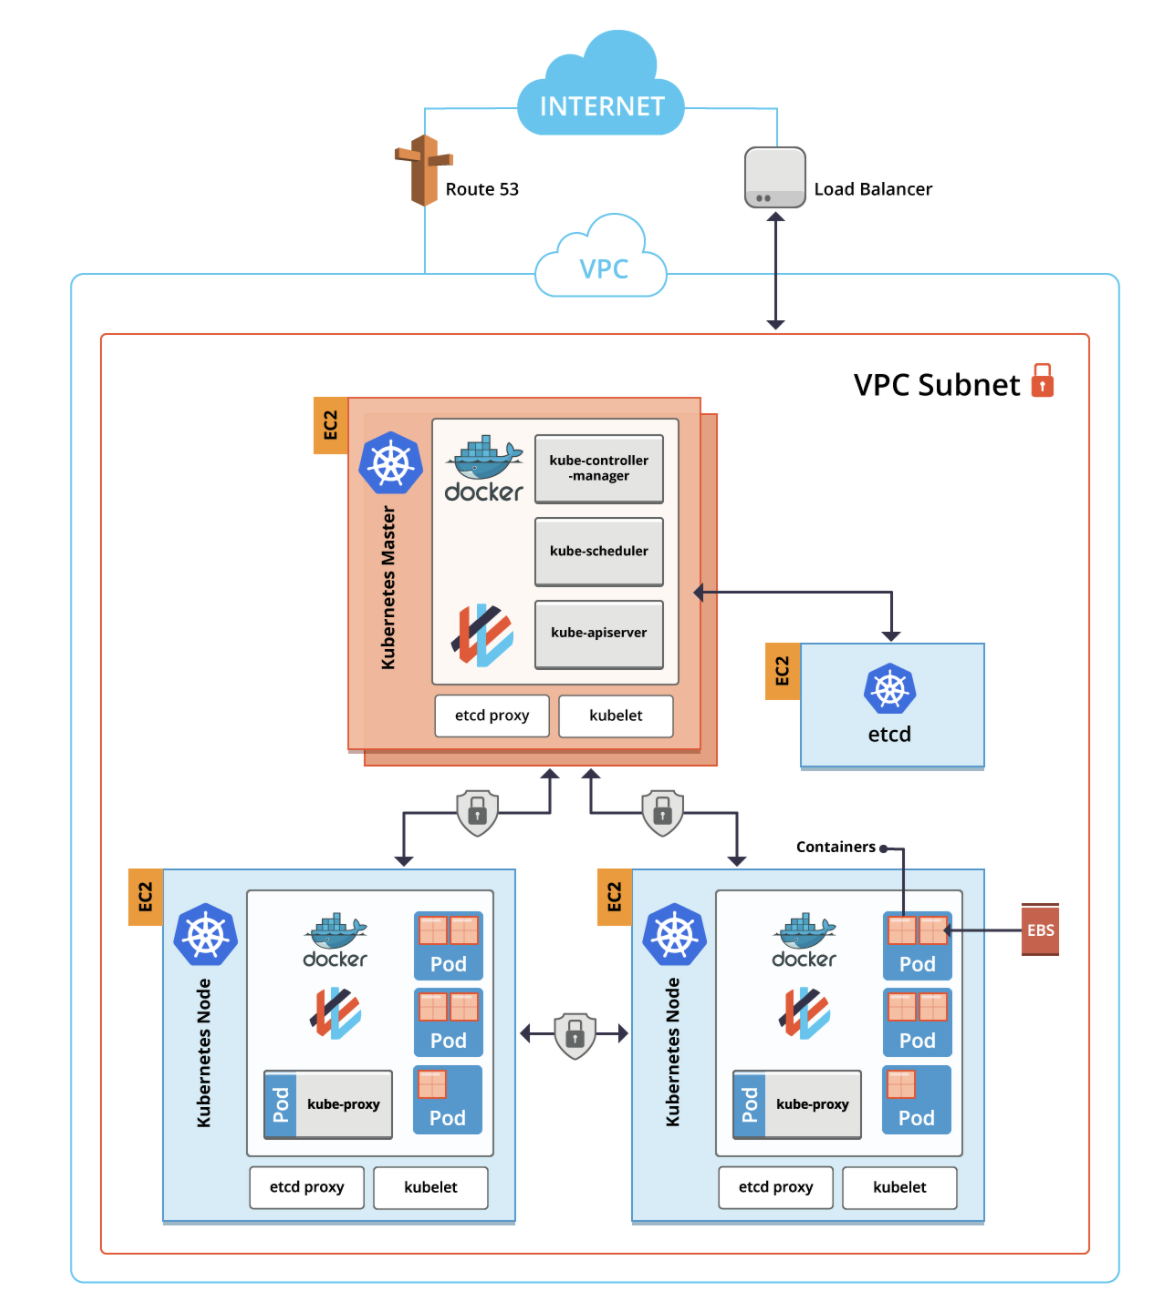 INTERNET
Route 53
Load Balancer
VPC
VPC Subnet
EC2
Kubernetes Master
docker
kube-controller
-manager
kube-scheduler
kube-apiserver
etcd proxy
kubelet
EC2
etcd
Containers
EC2
Kubernetes Node
docker
Pod
Pod
Pod
kube-proxy
Pod
etcd proxy
kubelet
EC2
Kubernetes Node
docker
Pod
EBS
Pod
Pod
kube-proxy
Pod
etcd proxy
kubelet